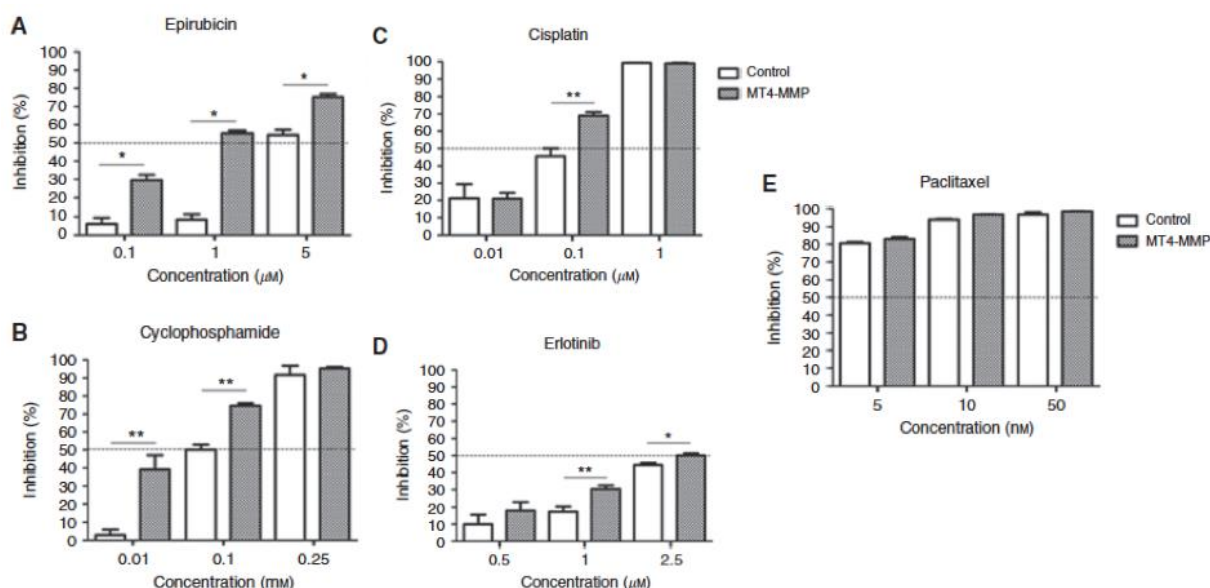 A
Epirubicin
Inhibition (%)
100
90
80
70
60
50
40
30
20
10
0
*
*
*
0.1 1 5
Concentration (μM)
C
Cisplatin
Inhibition (%)
100
90
80
70
60
50
40
30
20
10
0
**
0.01 0.1 1
Concentration (μM)
Control
MT4-MMP
B
Cyclophosphamide
Inhibition (%)
100
90
80
70
60
50
40
30
20
10
0
**
**
0.01 0.1 0.25
Concentration (mM)
D
Erlotinib
Inhibition (%)
100
90
80
70
60
50
40
30
20
10
0
**
*
0.5 1 2.5
Concentration (μM)
E
Paclitaxel
Inhibition (%)
100
90
80
70
60
50
40
30
100
10
0
5 10 50
Concentration (nM)
Control
MT4-MMP